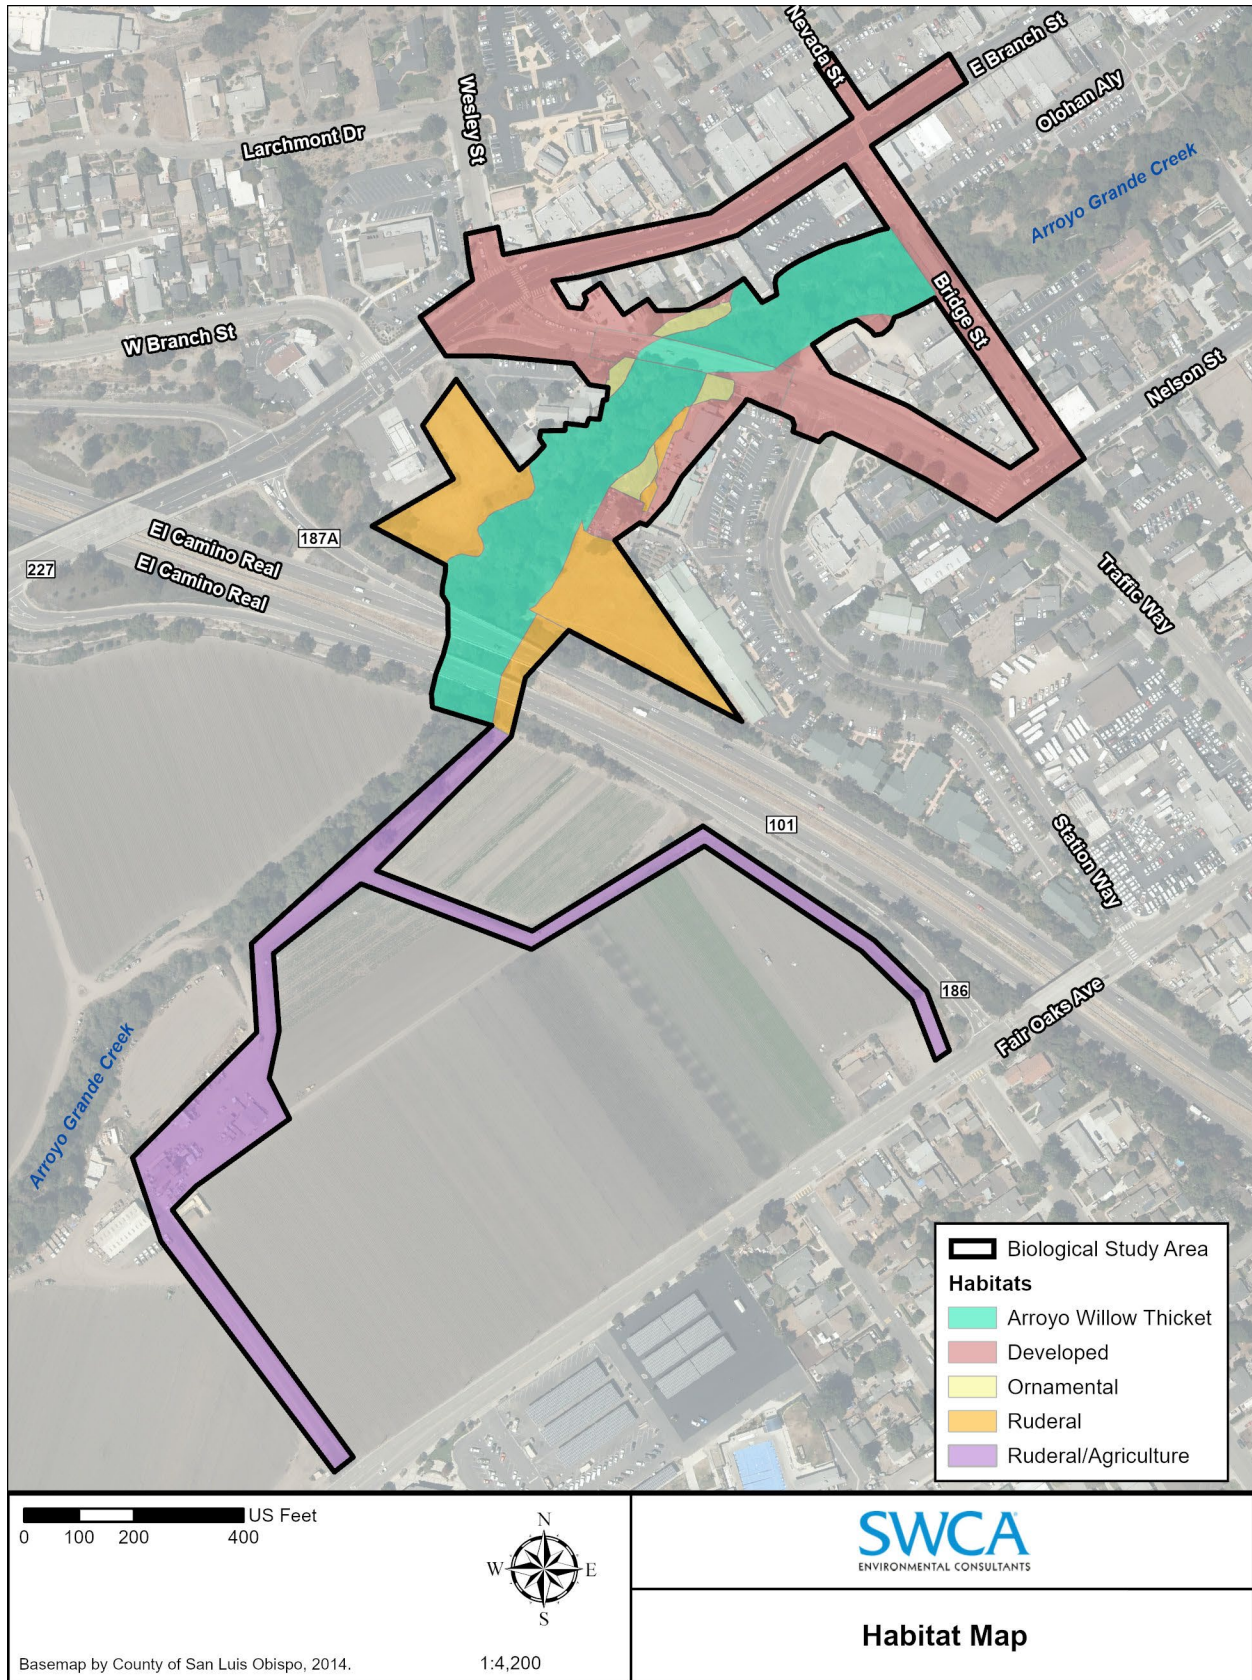 Nevada St
E Branch St
Olohan Aly
Wesley St
Larchmont Dr
Arroyo Grande Creek
W Branch St
Bridge St
Nelson St
El Camino Real
187A
El Camino Real
227
Traffic Way
101
Station Way
186
Fair Oaks Ave
Arroyo Grande Creek
Biological Study Area
Habitats
Arroyo Willow Thicket
Developed
Ornamental
Ruderal
Ruderal/Agriculture
US Feet
0 100 200 400
N
W E
S
Basemap by County of San Luis Obispo, 2014.
1:4,200
SWCA
ENVIRONMENTAL CONSULTANTS
Habitat Map